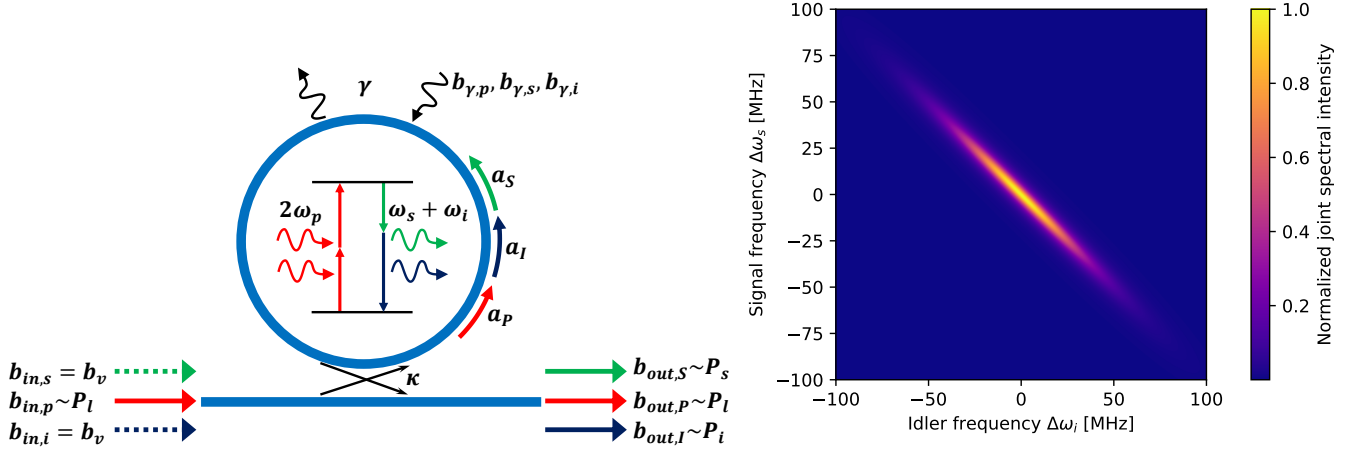 γ
b_{γ,p}, b_{γ,s}, b_{γ,i}
a_S
2ω_p
ω_s + ω_i
a_I
a_P
κ
b_{in,s} = b_v
b_{in,p}~P_l
b_{in,i} = b_v
b_{out,S}~P_s
b_{out,P}~P_l
b_{out,I}~P_i
Signal frequency Δω_s [MHz]
100
75
50
25
0
−25
−50
−75
−100
−100
−50
0
50
100
Idler frequency Δω_i [MHz]
1.0
0.8
0.6
0.4
0.2
Normalized joint spectral intensity